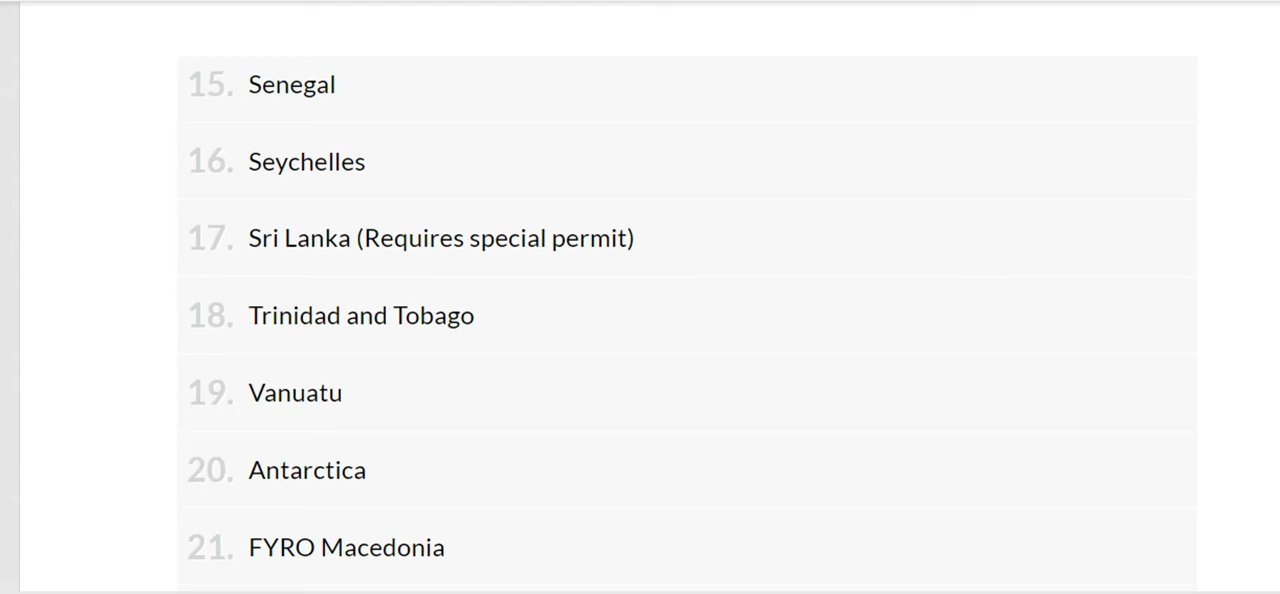 15. Senegal
16. Seychelles
17. Sri Lanka (Requires special permit)
18. Trinidad and Tobago
19. Vanuatu
20. Antarctica
21. FYRO Macedonia